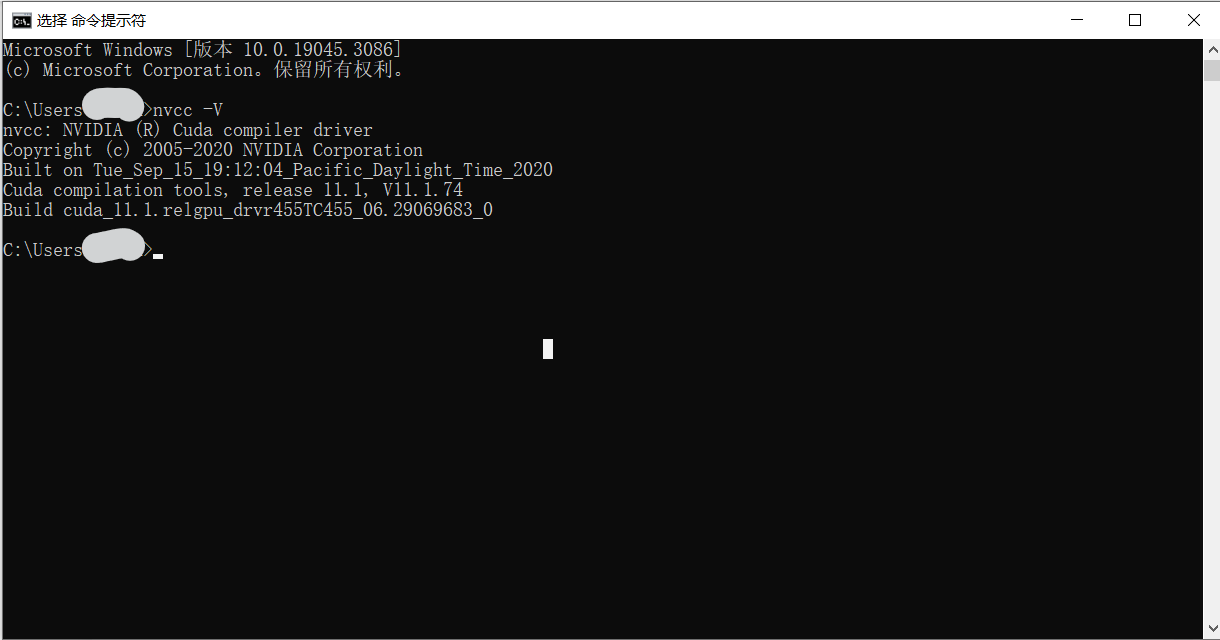 选择 命令提示符
Microsoft Windows [版本 10.0.19045.3086]
(c) Microsoft Corporation。保留所有权利。
C:\Users>nvcc -V
nvcc: NVIDIA (R) Cuda compiler driver
Copyright (c) 2005-2020 NVIDIA Corporation
Built on Tue_Sep_15_19:12:04_Pacific_Daylight_Time_2020
Cuda compilation tools, release 11.1, V11.1.74
Build cuda_11.1.relgpu_drvr455TC455_06.29069683_0
C:\Users>